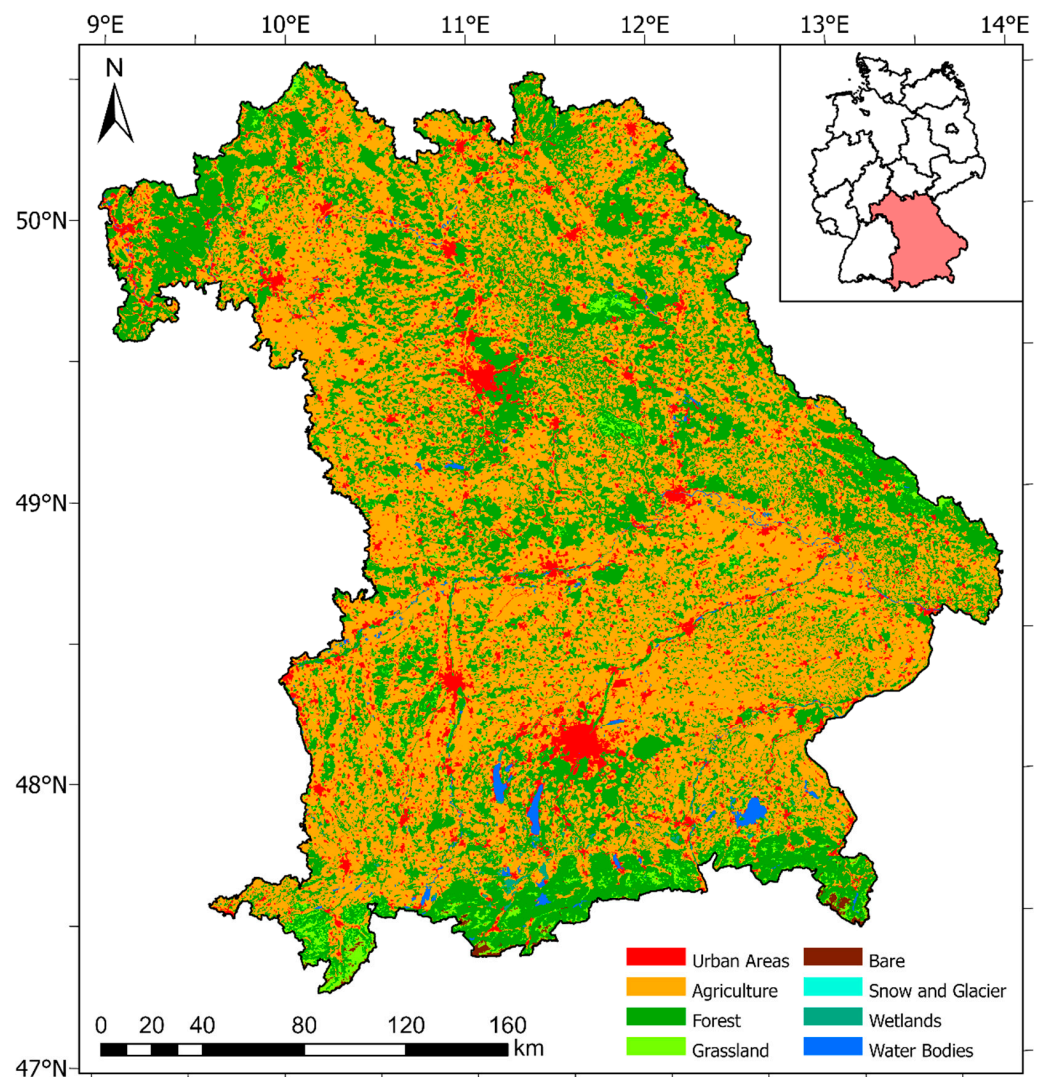 9°E 10°E 11°E 12°E 13°E 14°E
N
50°N
49°N
48°N
47°N
Urban Areas
Agriculture
Forest
Grassland
Bare
Snow and Glacier
Wetlands
Water Bodies
0 20 40 80 120 160 km